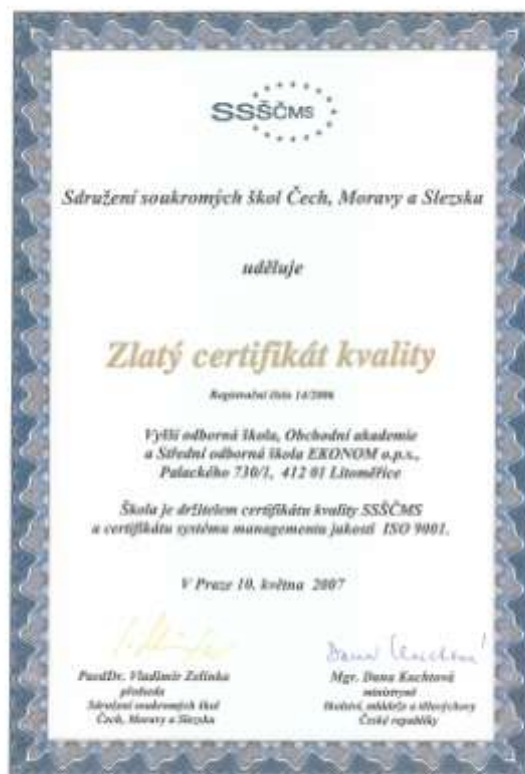 SSŠČMS
Sdružení soukromých škol Čech, Moravy a Slezska
uděluje
Zlatý certifikát kvality
Registrační číslo 14/2006
Vyšší odborná škola, Obchodní akademie
a Střední odborná škola EKONOM o.p.s.,
Palackého 730/1, 412 01 Litoměřice
Škola je držitelem certifikátu kvality SSŠČMS
a certifikátu systému managementu jakosti ISO 9001.
V Praze 10. května 2007
PaedDr. Vladimír Zelinka
předseda
Sdružení soukromých škol
Čech, Moravy a Slezska
Mgr. Dana Kuchtová
ministryně
školství, mládeže a tělovýchovy
České republiky